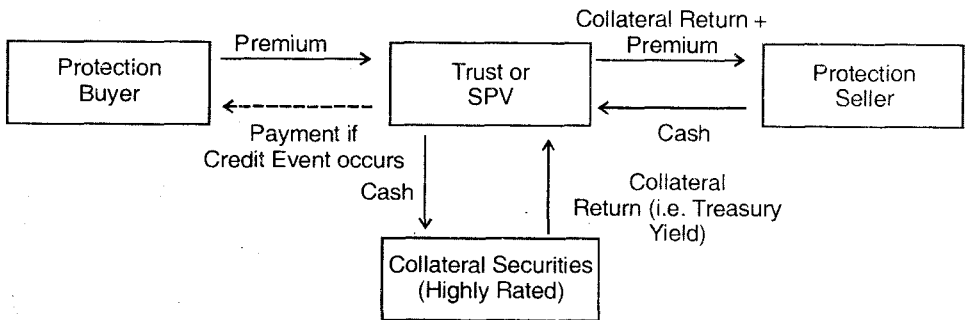 Protection
Buyer
Premium
Payment if
Credit Event occurs
Trust or
SPV
Collateral Return +
Premium
Cash
Protection
Seller
Cash
Collateral
Return (i.e. Treasury
Yield)
Collateral Securities
(Highly Rated)